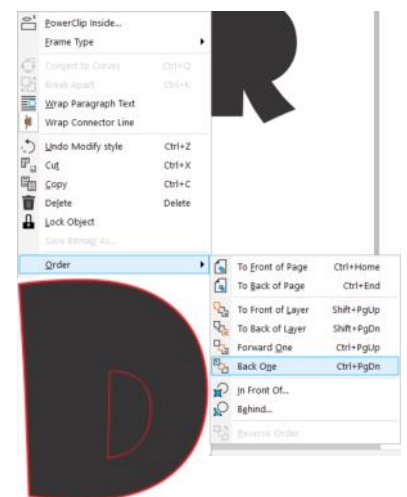 PowerClip Inside...
Frame Type
Convert to Curves Ctrl+Q
Break Apart Ctrl+K
Wrap Paragraph Text
Wrap Connector Line
Undo Modify style Ctrl+Z
Cut Ctrl+X
Copy Ctrl+C
Delete Delete
Lock Object
Save Bitmap As...
Order
To Front of Page Ctrl+Home
To Back of Page Ctrl+End
To Front of Layer Shift+PgUp
To Back of Layer Shift+PgDn
Forward One Ctrl+PgUp
Back One Ctrl+PgDn
In Front Of...
Behind...
Reverse Order
R
D